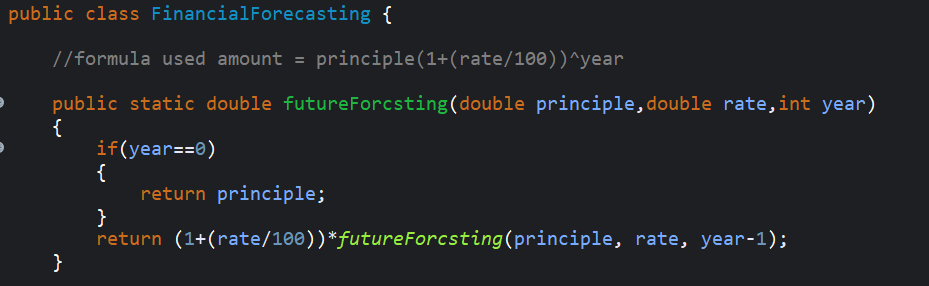 public class FinancialForecasting {
//formula used amount = principle(1+(rate/100))^year
public static double futureForcsting(double principle,double rate,int year)
{
if(year==0)
{
return principle;
}
return (1+(rate/100))*futureForcsting(principle, rate, year-1);
}